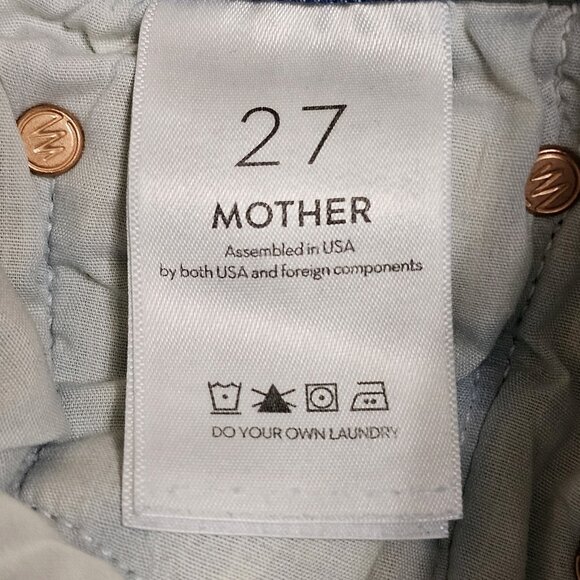 27
MOTHER
Assembled in USA
by both USA and foreign components
DO YOUR OWN LAUNDRY